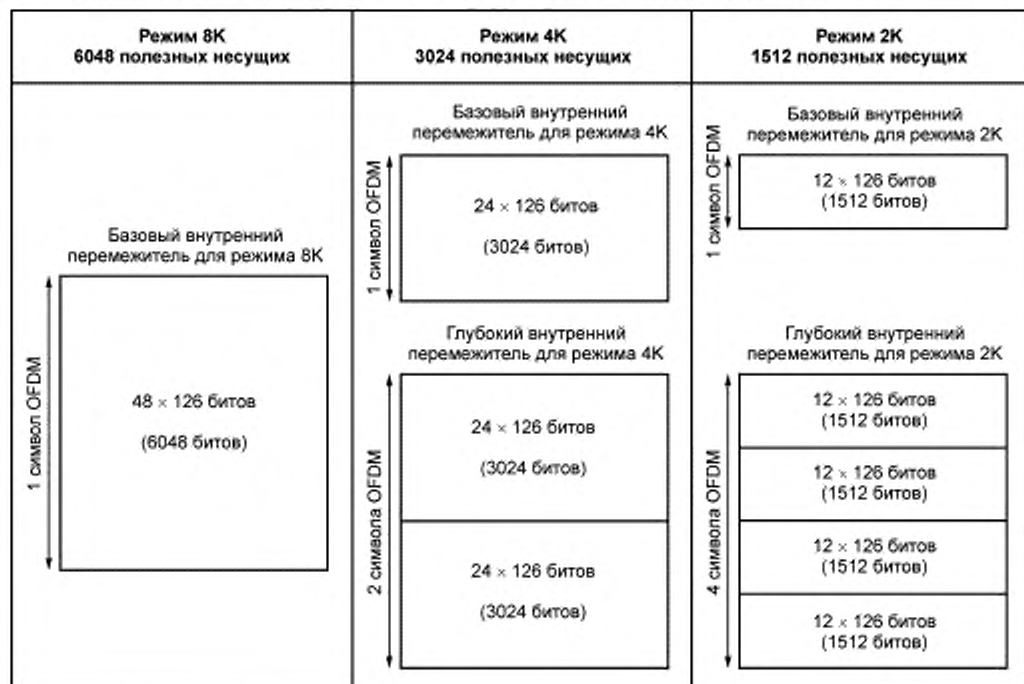 Режим 8K
6048 полезных несущих
Базовый внутренний
перемежитель для режима 8K
1 символ OFDM
48 × 126 битов
(6048 битов)
Режим 4K
3024 полезных несущих
Базовый внутренний
перемежитель для режима 4K
1 символ OFDM
24 × 126 битов
(3024 битов)
Глубокий внутренний
перемежитель для режима 4K
2 символа OFDM
24 × 126 битов
(3024 битов)
24 × 126 битов
(3024 битов)
Режим 2K
1512 полезных несущих
Базовый внутренний
перемежитель для режима 2K
1 символ OFDM
12 × 126 битов
(1512 битов)
Глубокий внутренний
перемежитель для режима 2K
4 символа OFDM
12 × 126 битов
(1512 битов)
12 × 126 битов
(1512 битов)
12 × 126 битов
(1512 битов)
12 × 126 битов
(1512 битов)